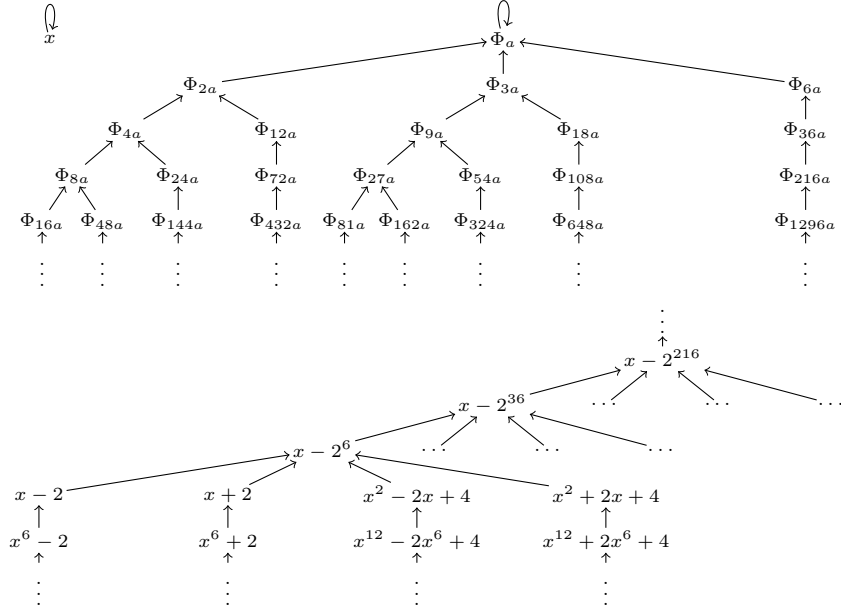 x Φ_a
Φ_{2a} Φ_{3a} Φ_{6a}
Φ_{4a} Φ_{12a} Φ_{9a} Φ_{18a} Φ_{36a}
Φ_{8a} Φ_{24a} Φ_{72a} Φ_{27a} Φ_{54a} Φ_{108a} Φ_{216a}
Φ_{16a} Φ_{48a} Φ_{144a} Φ_{432a} Φ_{81a} Φ_{162a} Φ_{324a} Φ_{648a} Φ_{1296a}
⋮ ⋮ ⋮ ⋮ ⋮ ⋮ ⋮ ⋮ ⋮
⋮
x − 2^{216}
x − 2^{36} ... ... ...
x − 2^6 ... ... ...
x − 2 x + 2 x^2 − 2x + 4 x^2 + 2x + 4
x^6 − 2 x^6 + 2 x^{12} − 2x^6 + 4 x^{12} + 2x^6 + 4
⋮ ⋮ ⋮ ⋮